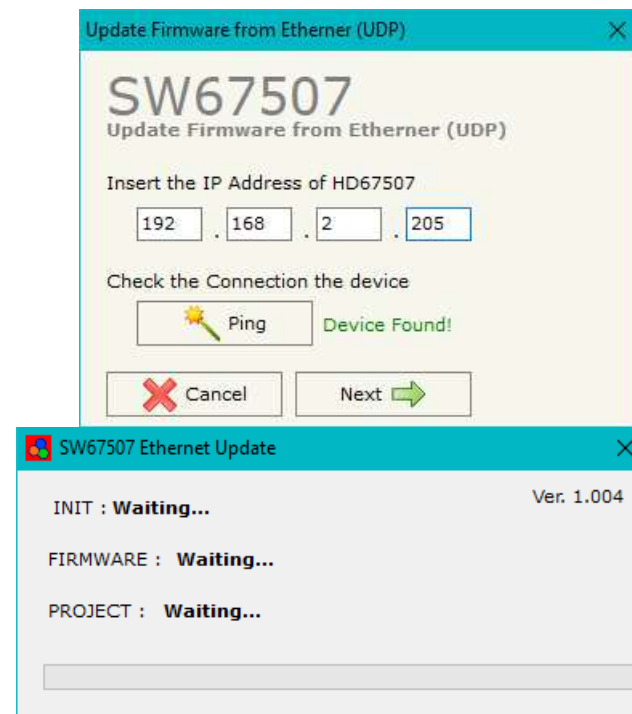 Update Firmware from Etherner (UDP)
SW67507
Update Firmware from Etherner (UDP)
Insert the IP Address of HD67507
192 . 168 . 2 . 205
Check the Connection the device
Ping Device Found!
Cancel Next
SW67507 Ethernet Update
Ver. 1.004
INIT : Waiting...
FIRMWARE : Waiting...
PROJECT : Waiting...